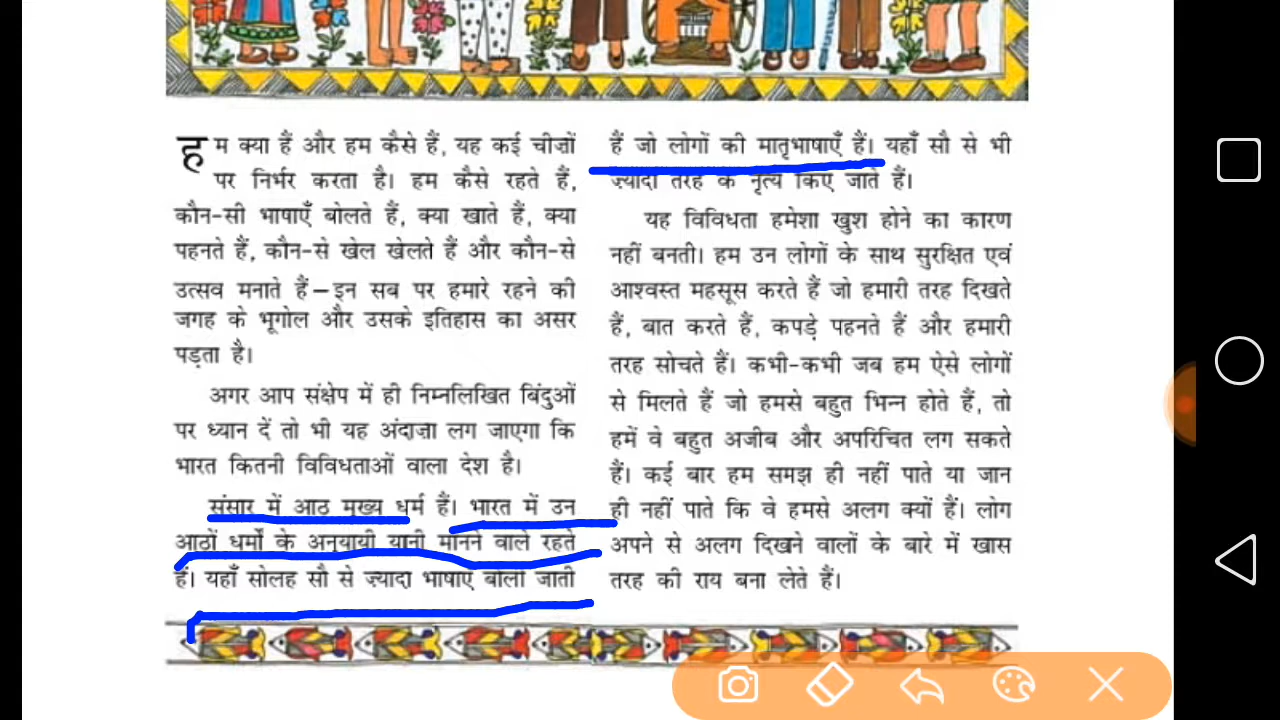 हम क्या हैं और हम कैसे हैं, यह कई चीज़ों
पर निर्भर करता है। हम कैसे रहते हैं,
कौन-सी भाषाएँ बोलते हैं, क्या खाते हैं, क्या
पहनते हैं, कौन-से खेल खेलते हैं और कौन-से
उत्सव मनाते हैं – इन सब पर हमारे रहने की
जगह के भूगोल और उसके इतिहास का असर
पड़ता है।
अगर आप संक्षेप में ही निम्नलिखित बिंदुओं
पर ध्यान दें तो भी यह अंदाज़ा लग जाएगा कि
भारत कितनी विविधताओं वाला देश है।
संसार में आठ मुख्य धर्म हैं। भारत में उन
आठों धर्मों के अनुयायी यानी मानने वाले रहते
हैं। यहाँ सोलह सौ से ज़्यादा भाषाएँ बोली जाती
हैं जो लोगों की मातृभाषाएँ हैं। यहाँ सौ से भी
ज़्यादा तरह के नृत्य किए जाते हैं।
यह विविधता हमेशा खुश होने का कारण
नहीं बनती। हम उन लोगों के साथ सुरक्षित एवं
आश्वस्त महसूस करते हैं जो हमारी तरह दिखते
हैं, बात करते हैं, कपड़े पहनते हैं और हमारी
तरह सोचते हैं। कभी-कभी जब हम ऐसे लोगों
से मिलते हैं जो हमसे बहुत भिन्न होते हैं, तो
हमें वे बहुत अजीब और अपरिचित लग सकते
हैं। कई बार हम समझ ही नहीं पाते या जान
ही नहीं पाते कि वे हमसे अलग क्यों हैं। लोग
अपने से अलग दिखने वालों के बारे में खास
तरह की राय बना लेते हैं।